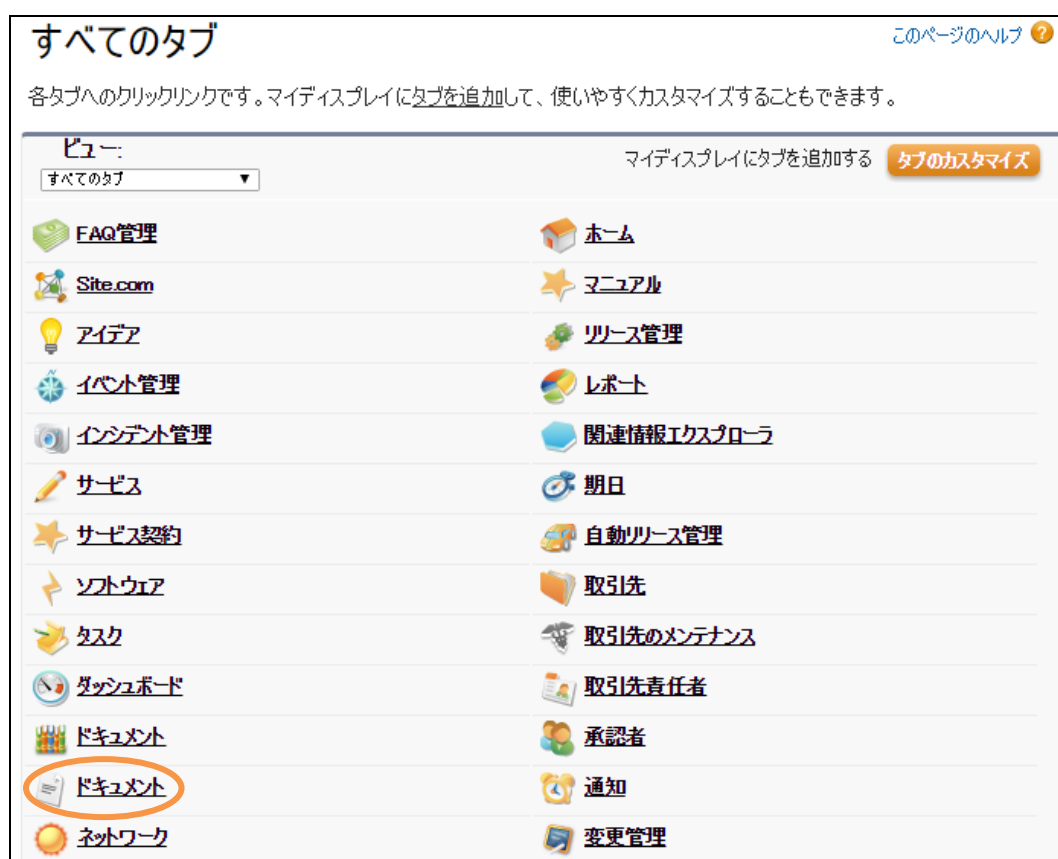 すべてのタブ
このページのヘルプ ?
各タブへのクリックリンクです。マイディスプレイにタブを追加して、使いやすくカスタマイズすることもできます。
ビュー:
マイディスプレイにタブを追加する タブのカスタマイズ
すべてのタブ
FAQ管理
ホーム
Site.com
マニュアル
アイデア
リリース管理
イベント管理
レポート
インシデント管理
関連情報エクスプローラ
サービス
期日
サービス契約
自動リリース管理
ソフトウェア
取引先
タスク
取引先のメンテナンス
ダッシュボード
取引先責任者
ドキュメント
承認者
ドキュメント
通知
ネットワーク
変更管理